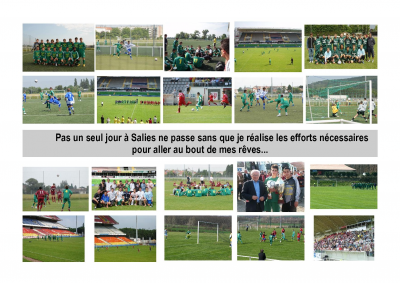 Pas un seul jour à Salies ne passe sans que je réalise les efforts nécessaires
pour aller au bout de mes rêves...